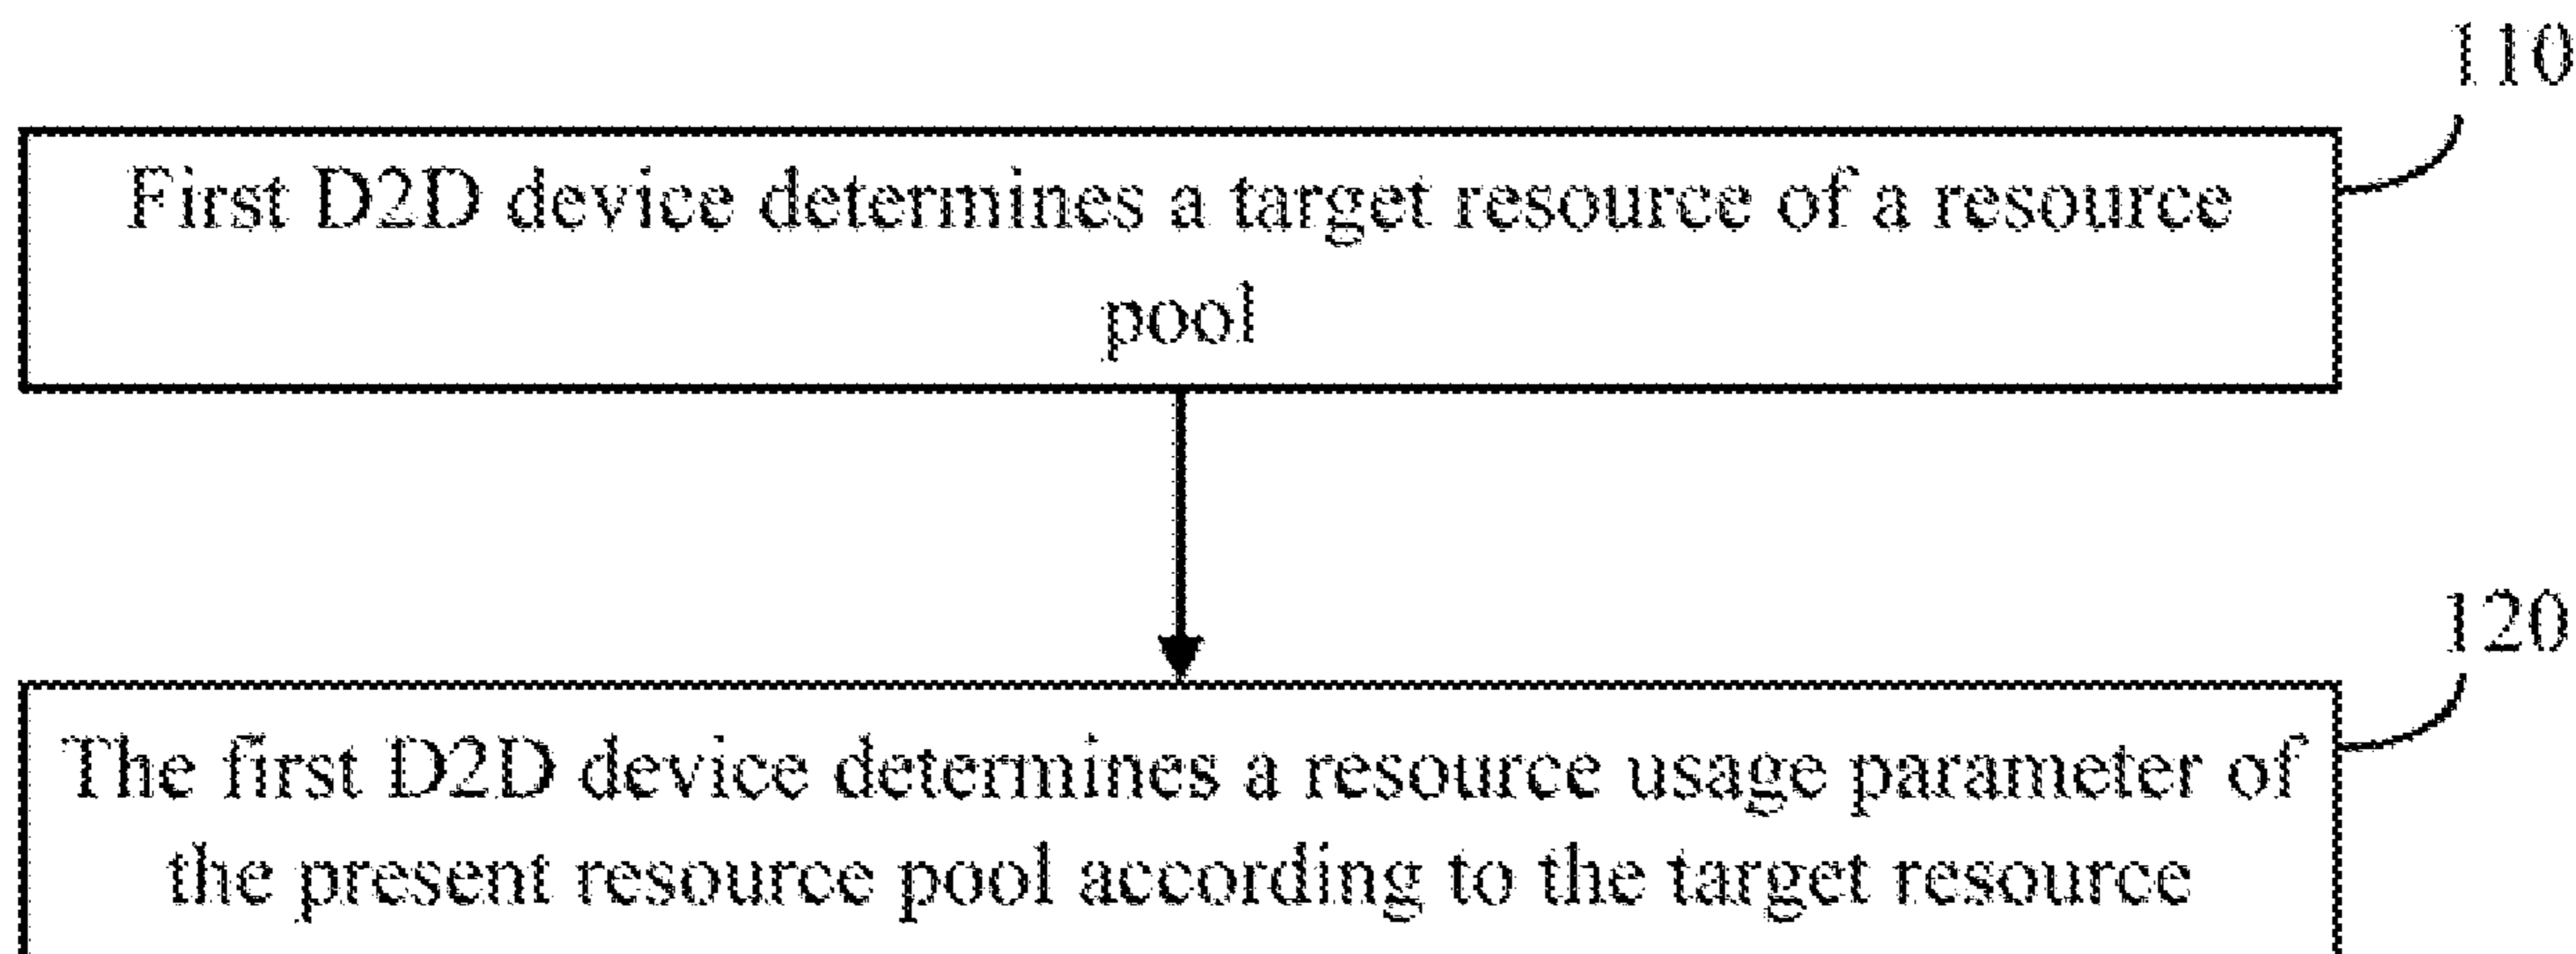 110
First D2D device determines a target resource of a resource
pool
120
The first D2D device determines a resource usage parameter of
the present resource pool according to the target resource